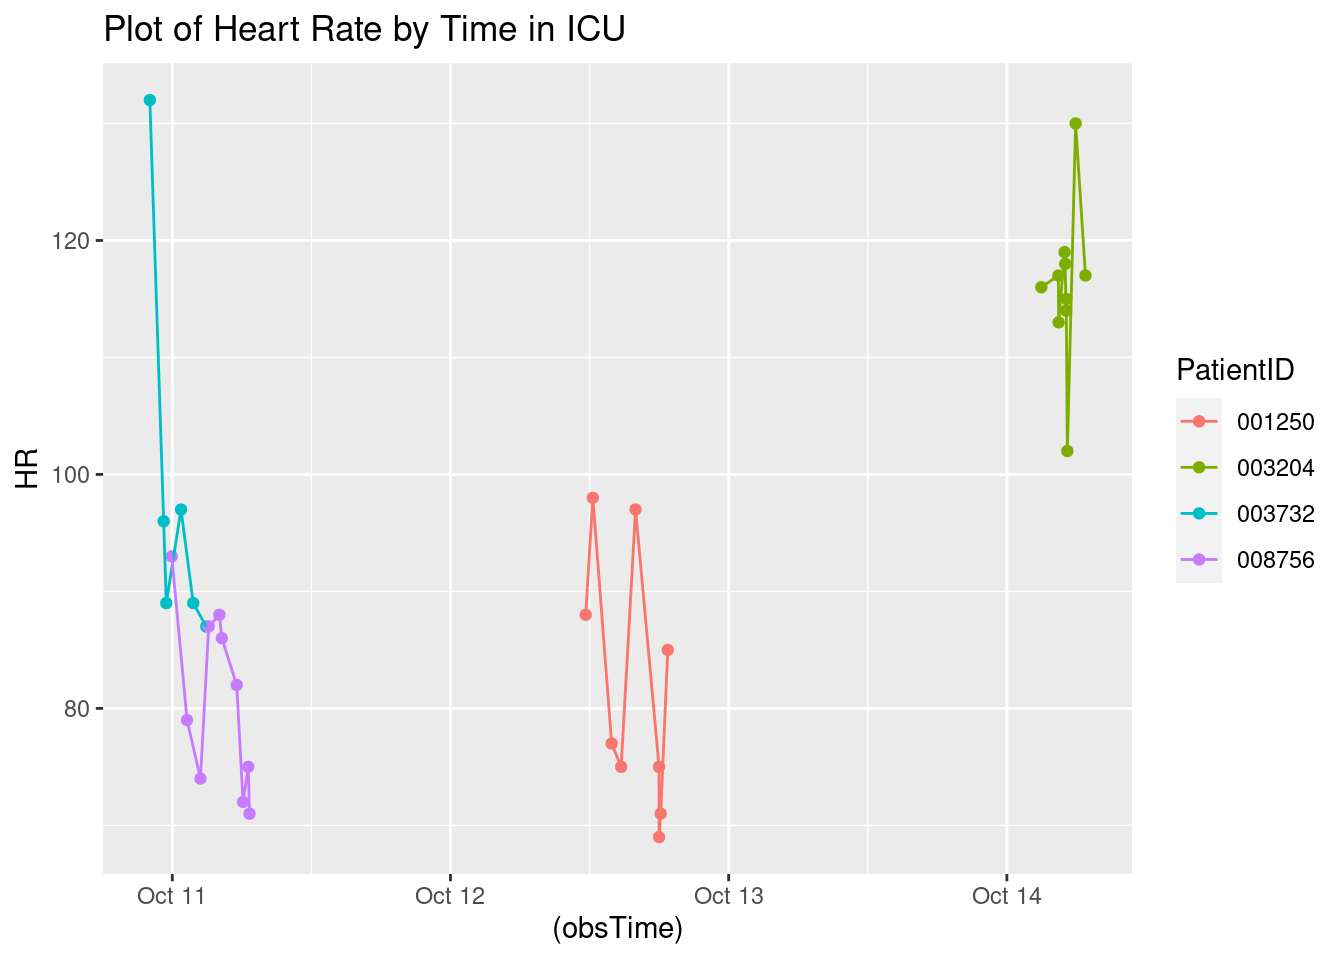 Plot of Heart Rate by Time in ICU
120
100
80
HR
Oct 11
Oct 12
Oct 13
Oct 14
(obsTime)
PatientID
001250
003204
003732
008756